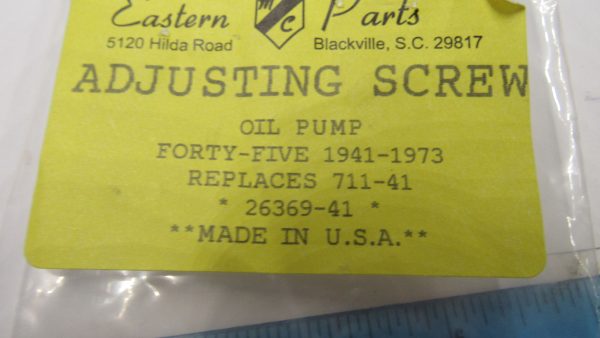 Eastern MC Parts
5120 Hilda Road Blackville, S.C. 29817
ADJUSTING SCREW
OIL PUMP
FORTY-FIVE 1941-1973
REPLACES 711-41
* 26369-41 *
**MADE IN U.S.A.**